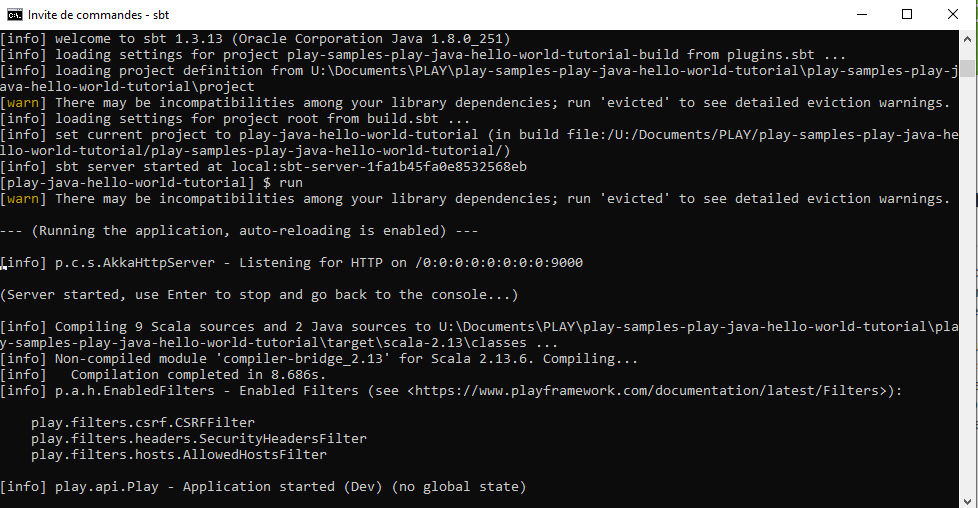 Invite de commandes - sbt
[info] welcome to sbt 1.3.13 (Oracle Corporation Java 1.8.0_251)
[info] loading settings for project play-samples-play-java-hello-world-tutorial-build from plugins.sbt ...
[info] loading project definition from U:\Documents\PLAY\play-samples-play-java-hello-world-tutorial\play-samples-play-j
ava-hello-world-tutorial\project
[warn] There may be incompatibilities among your library dependencies; run 'evicted' to see detailed eviction warnings.
[info] loading settings for project root from build.sbt ...
[info] set current project to play-java-hello-world-tutorial (in build file:/U:/Documents/PLAY/play-samples-play-java-he
llo-world-tutorial/play-samples-play-java-hello-world-tutorial/)
[info] sbt server started at local:sbt-server-1fa1b45fa0e8532568eb
[play-java-hello-world-tutorial] $ run
[warn] There may be incompatibilities among your library dependencies; run 'evicted' to see detailed eviction warnings.
--- (Running the application, auto-reloading is enabled) ---
[info] p.c.s.AkkaHttpServer - Listening for HTTP on /0:0:0:0:0:0:0:0:9000
(Server started, use Enter to stop and go back to the console...)
[info] Compiling 9 Scala sources and 2 Java sources to U:\Documents\PLAY\play-samples-play-java-hello-world-tutorial\pla
y-samples-play-java-hello-world-tutorial\target\scala-2.13\classes ...
[info] Non-compiled module 'compiler-bridge_2.13' for Scala 2.13.6. Compiling...
[info]   Compilation completed in 8.686s.
[info] p.a.h.EnabledFilters - Enabled Filters (see <https://www.playframework.com/documentation/latest/Filters>):
    play.filters.csrf.CSRFFilter
    play.filters.headers.SecurityHeadersFilter
    play.filters.hosts.AllowedHostsFilter
[info] play.api.Play - Application started (Dev) (no global state)